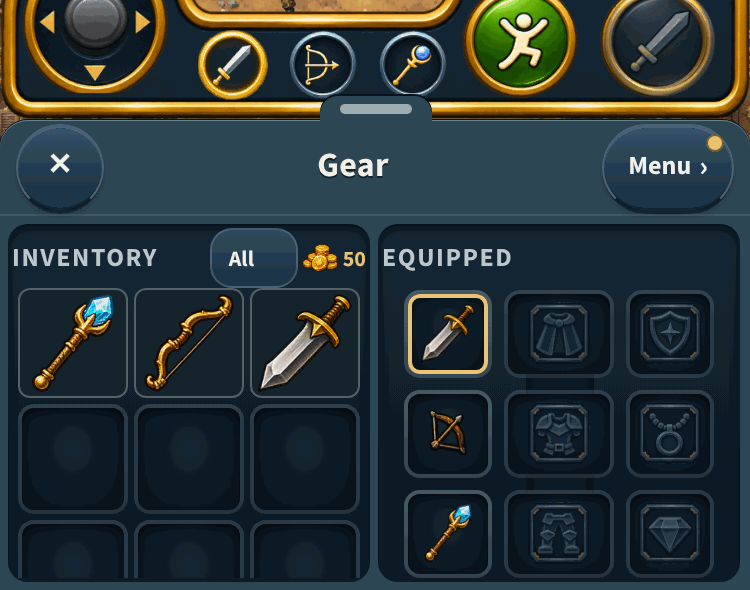 ✕
Gear
Menu ›
INVENTORY
All
50
EQUIPPED